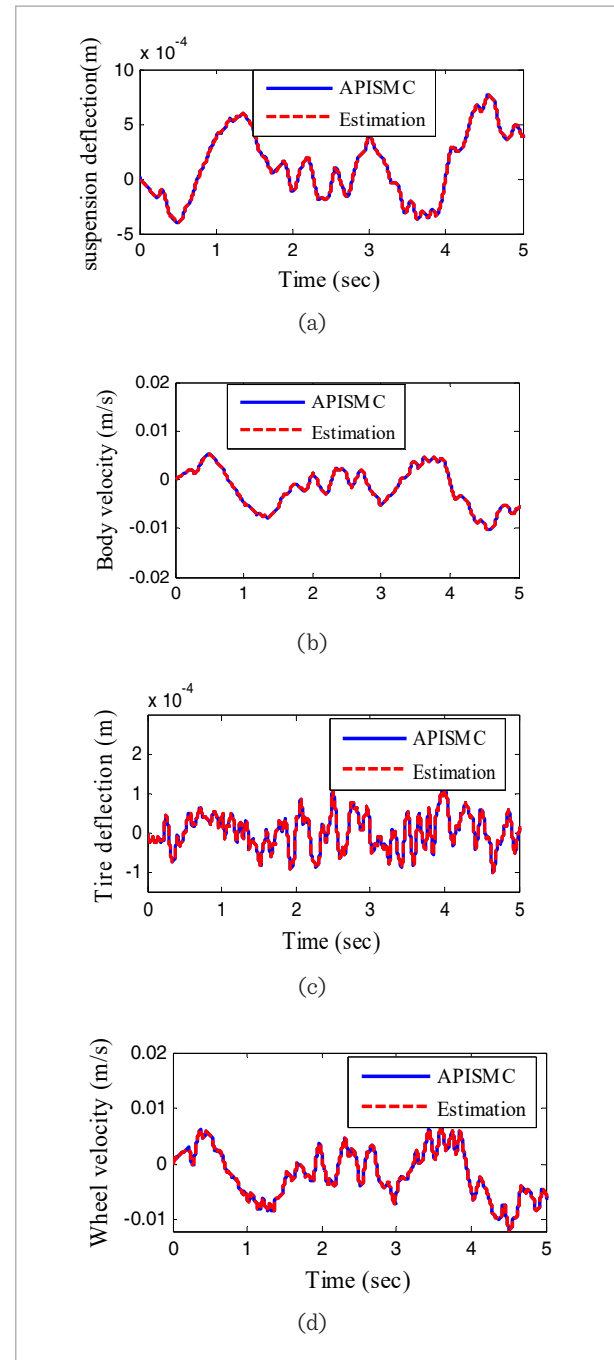 x 10-4
10
5
0
-5
suspension deflection(m)
APISMC
Estimation
0 1 2 3 4 5
Time (sec)
(a)
0.02
0.01
0
-0.01
-0.02
Body velocity (m/s)
APISMC
Estimation
0 1 2 3 4 5
(b)
x 10-4
2
1
0
-1
Tire deflection (m)
APISMC
Estimation
0 1 2 3 4 5
Time (sec)
(c)
0.02
0.01
0
-0.01
Wheel velocity (m/s)
APISMC
Estimation
0 1 2 3 4 5
Time (sec)
(d)